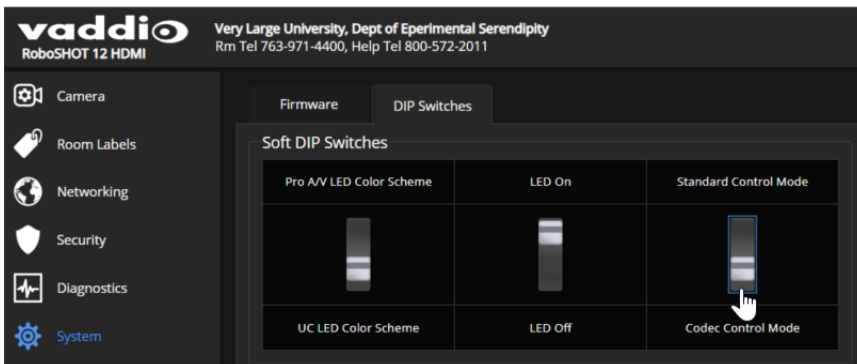 vaddio
RoboSHOT 12 HDMI
Very Large University, Dept of Eperimental Serendipity
Rm Tel 763-971-4400, Help Tel 800-572-2011
Camera
Room Labels
Networking
Security
Diagnostics
System
Firmware
DIP Switches
Soft DIP Switches
Pro A/V LED Color Scheme
LED On
Standard Control Mode
UC LED Color Scheme
LED Off
Codec Control Mode